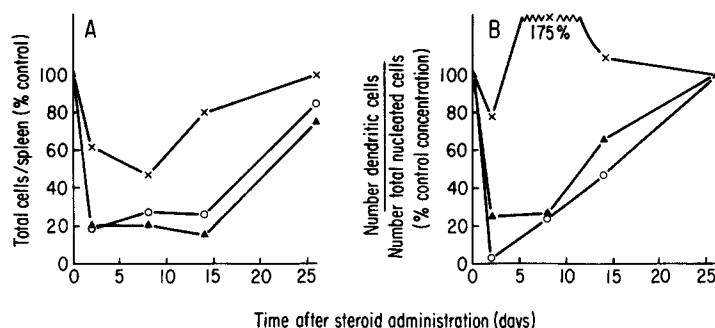 A
Total cells/spleen (% control)
100
80
60
40
20
0
0 5 10 15 20 25
B
175%
Number dendritic cells
Number total nucleated cells
(% control concentration)
100
80
60
40
20
0
0 5 10 15 20 25
Time after steroid administration (days)